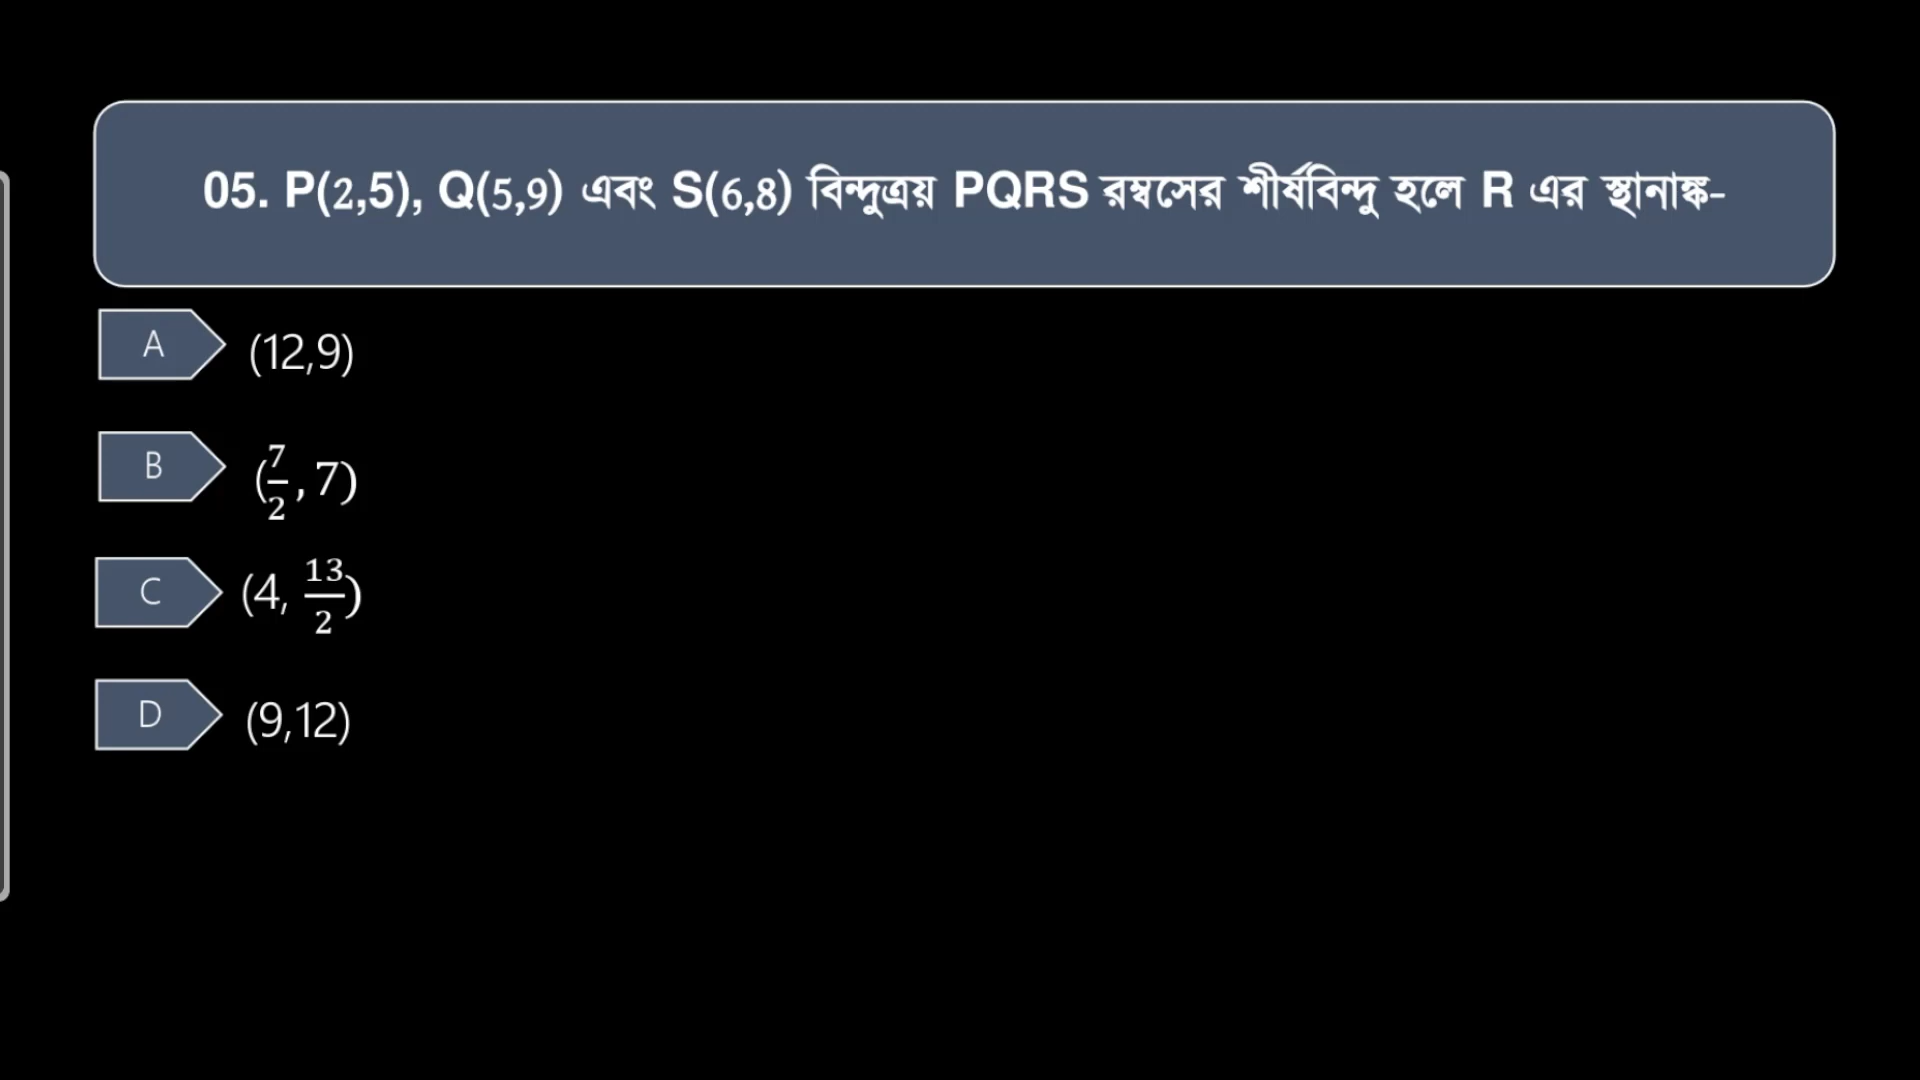 05. P(2,5), Q(5,9) এবং S(6,8) বিন্দুত্রয় PQRS রম্বসের শীর্ষবিন্দু হলে R এর স্থানাঙ্ক-
A (12,9)
B (7/2, 7)
C (4, 13/2)
D (9,12)